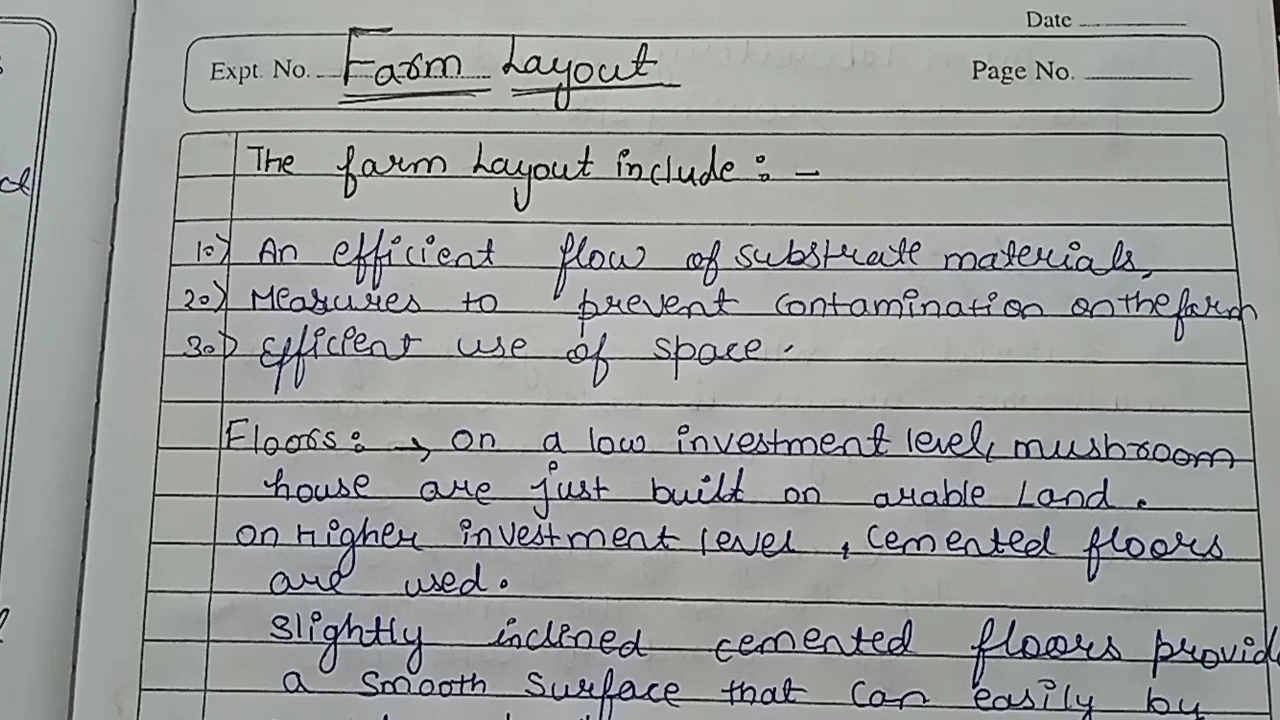 Date
Expt. No. Farm Layout Page No.
The farm Layout include : -
1.) An efficient flow of substrate materials,
2.) Measures to prevent contamination on the farm
3.) Efficient use of space.
Floors: → on a low investment level, mushroom
house are just built on arable Land.
on Higher investment level, cemented floors
are used.
Slightly inclined cemented floors provid
a smooth surface that can easily by